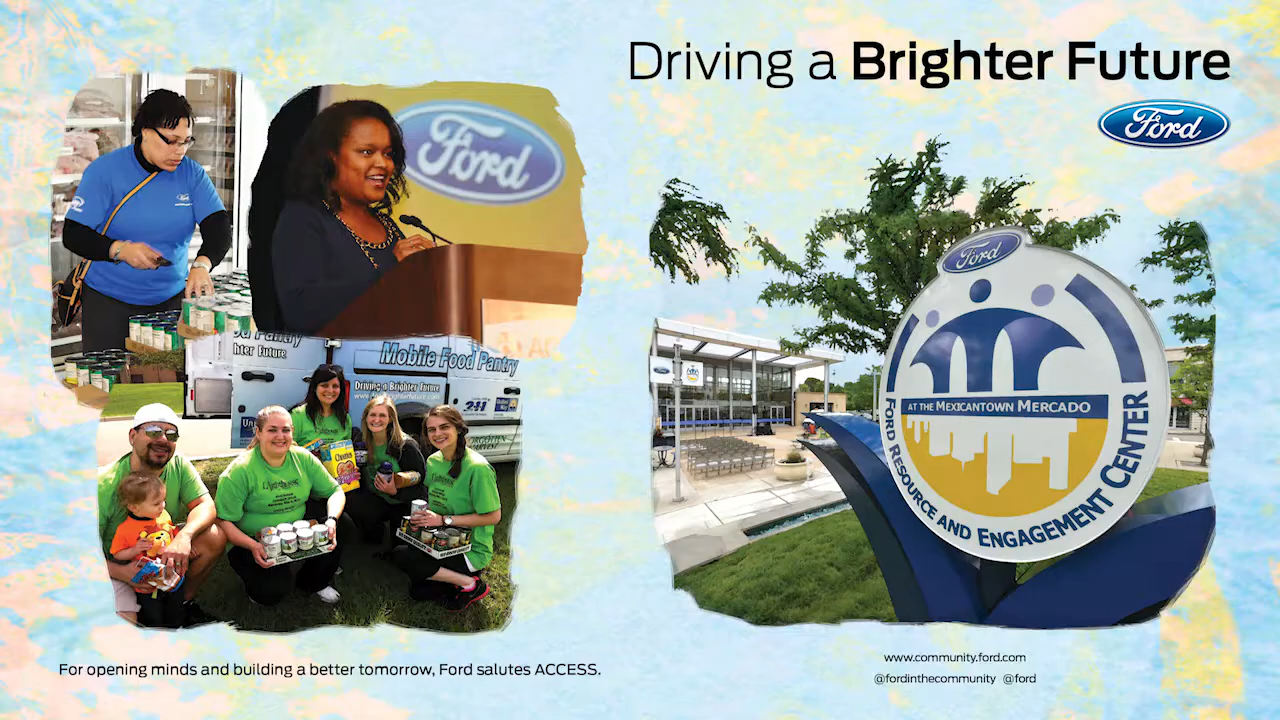 Driving a Brighter Future
Ford
Ford
Mobile Food Pantry
Driving a Brighter Future
hter Future
211
Cheerios
Ford
AT THE MEXICANTOWN MERCADO
FORD RESOURCE AND ENGAGEMENT CENTER
For opening minds and building a better tomorrow, Ford salutes ACCESS.
www.community.ford.com
@fordinthecommunity @ford